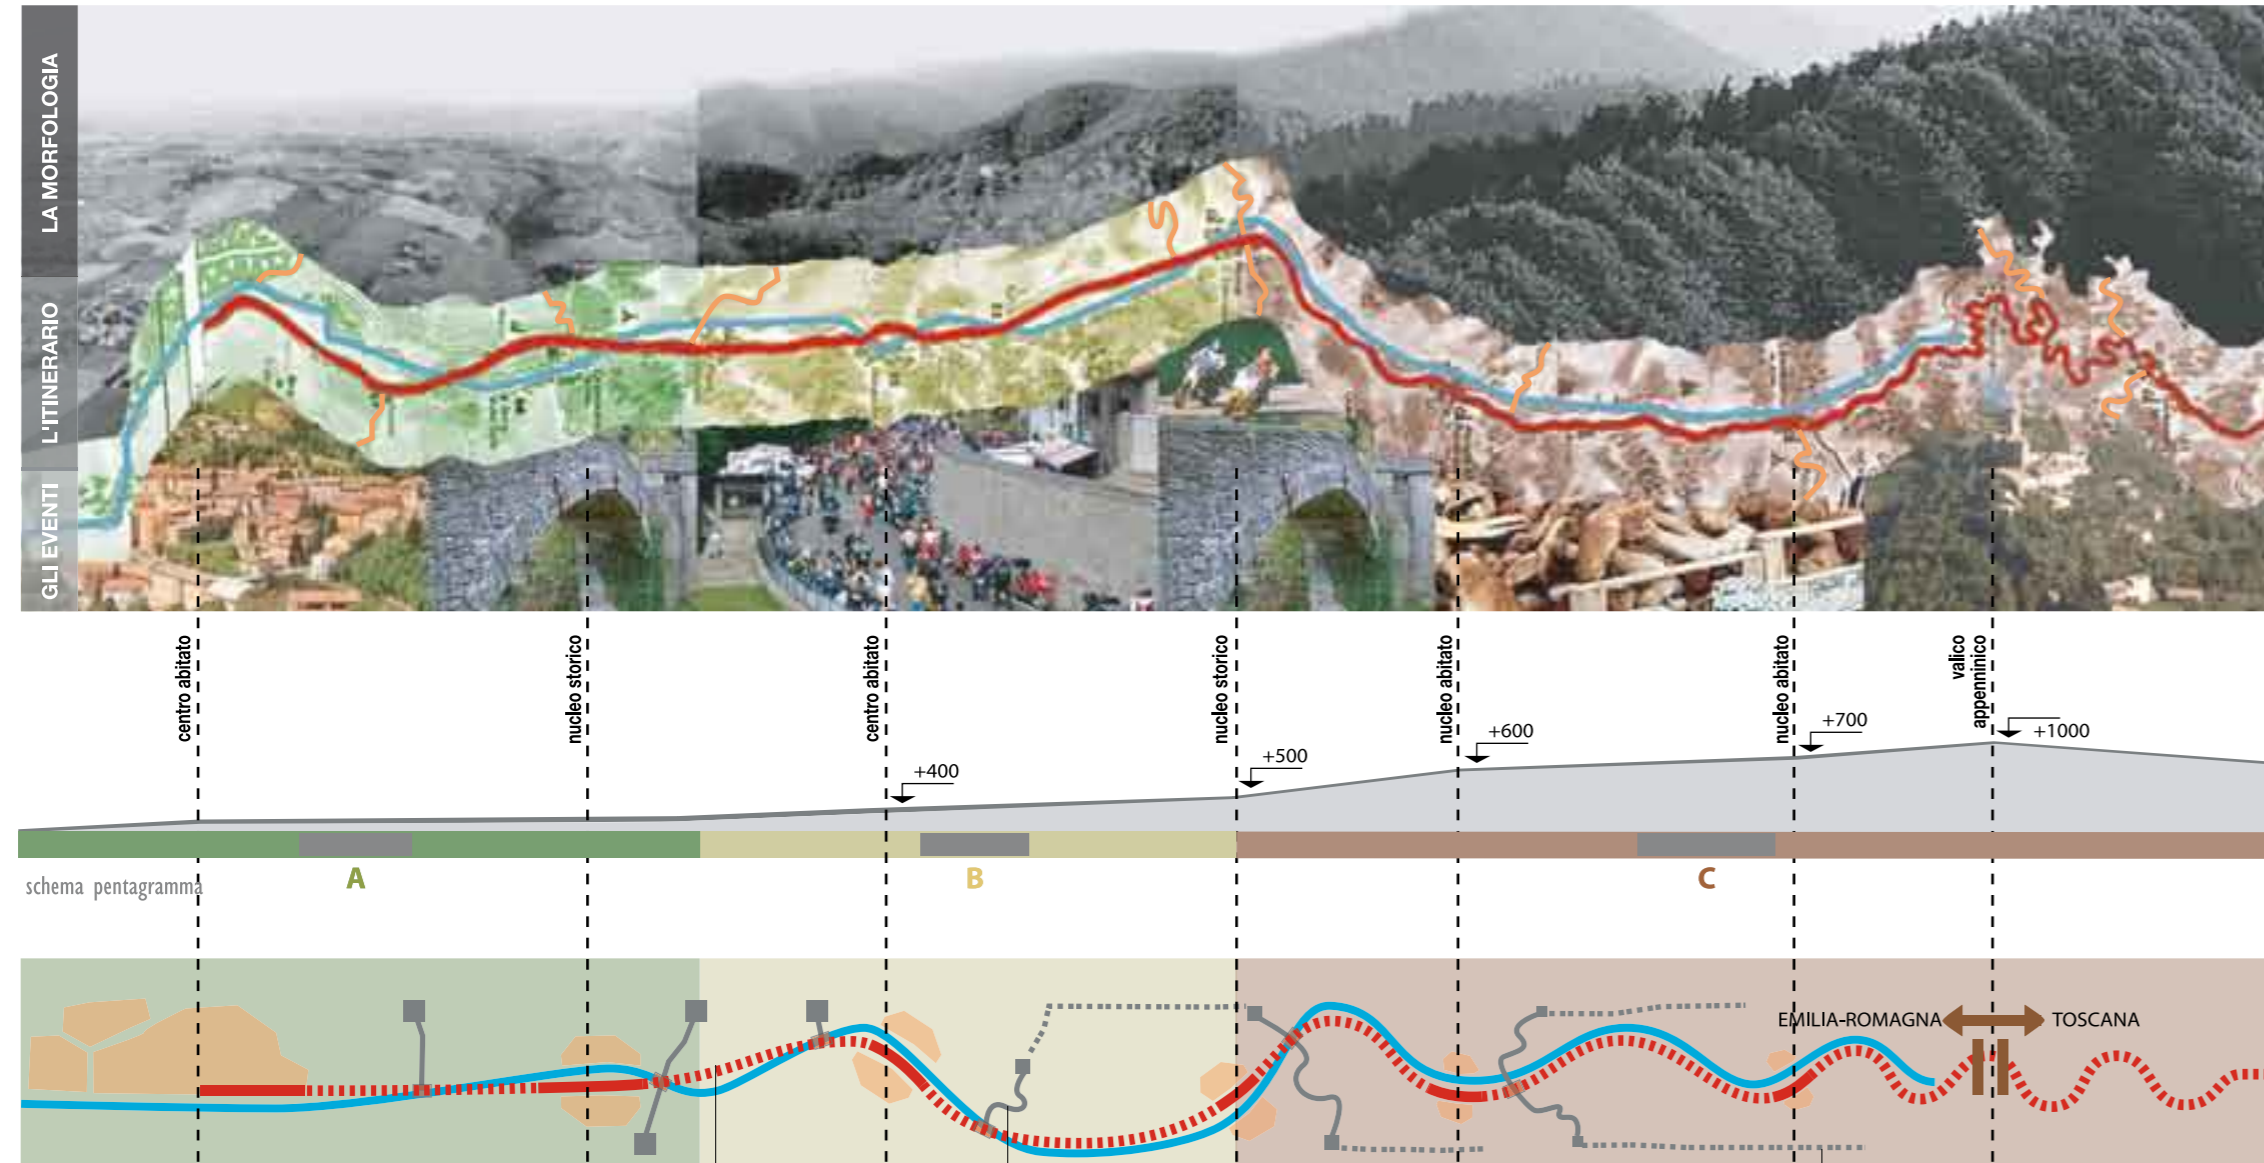 LA MORFOLOGIA
L'ITINERARIO
GLI EVENTI
centro abitato
nucleo storico
centro abitato
nucleo storico
nucleo abitato
nucleo abitato
valico
appenninico
+400
+500
+600
+700
+1000
A
B
C
schema pentagramma
EMILIA-ROMAGNA
TOSCANA